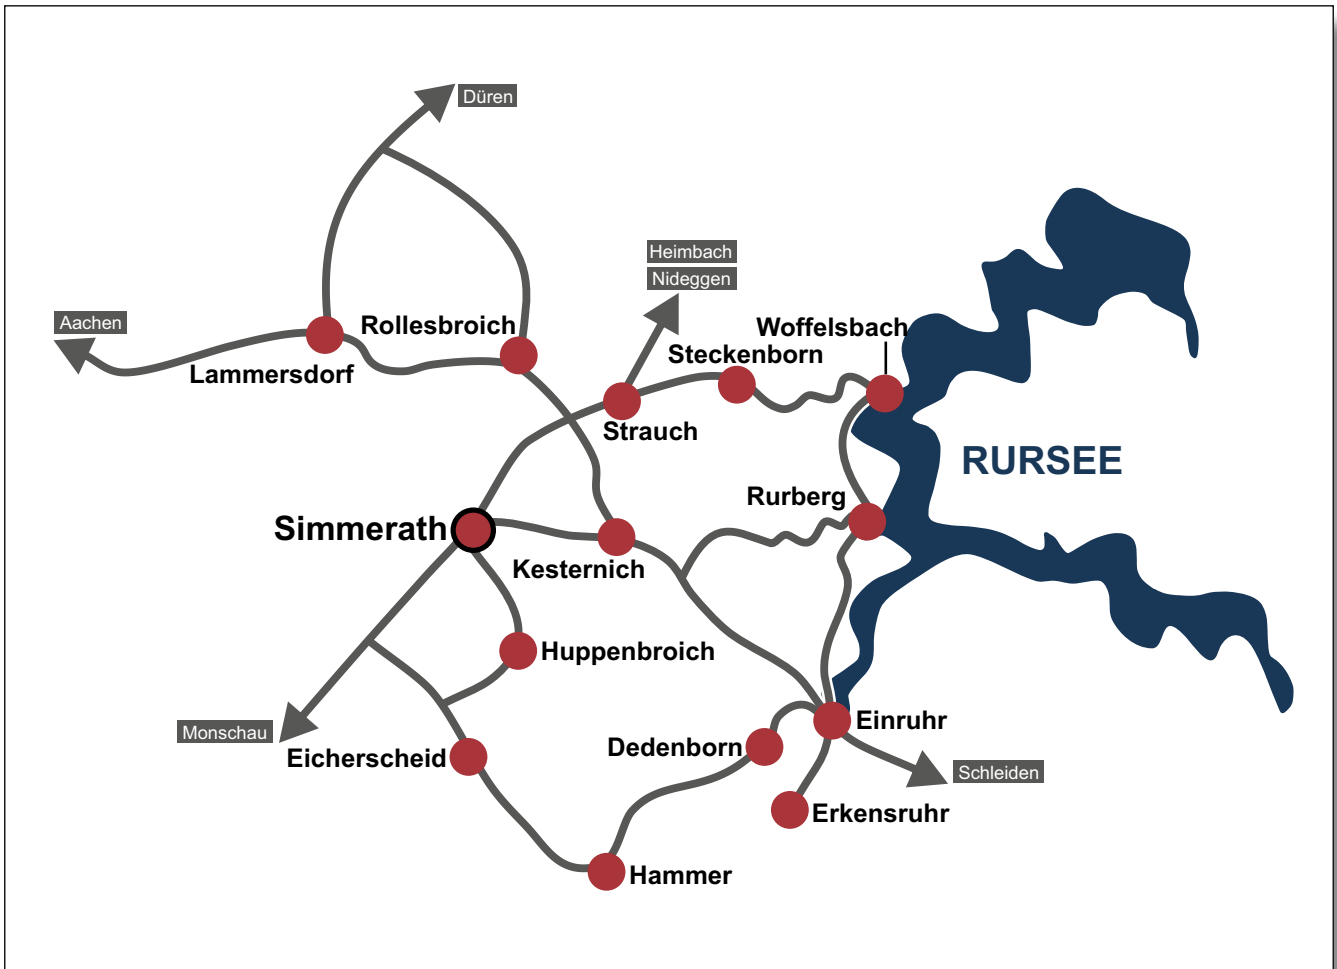 Düren
Heimbach
Nideggen
Aachen
Rollesbroich
Woffelsbach
Steckenborn
Lammersdorf
Strauch
RURSEE
Rurberg
Simmerath
Kesternich
Huppenbroich
Einruhr
Monschau
Dedenborn
Eicherscheid
Schleiden
Erkensruhr
Hammer